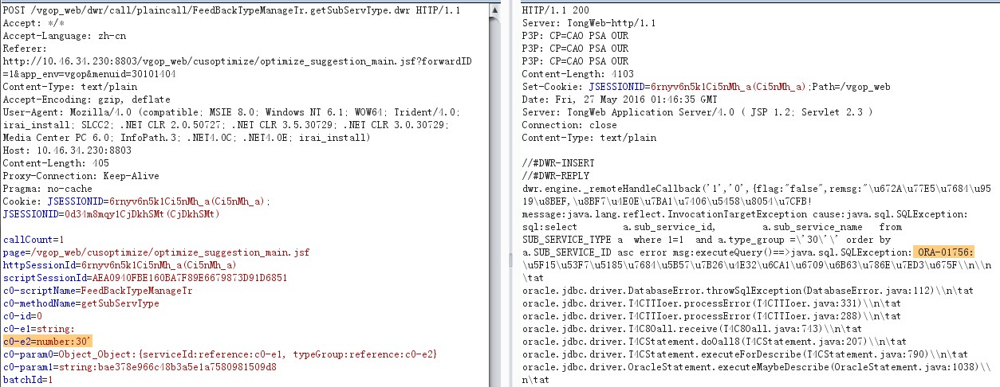 POST /vgop_web/dwr/call/plaincall/FeedBackTypeManageTr.getSubServType.dwr HTTP/1.1
Accept: */*
Accept-Language: zh-cn
Referer:
http://10.46.34.230:8803/vgop_web/cusoptimize/optimize_suggestion_main.jsf?forwardID
=1&app_env=vgop&menuid=30101404
Content-Type: text/plain
Accept-Encoding: gzip, deflate
User-Agent: Mozilla/4.0 (compatible; MSIE 8.0; Windows NT 6.1; WOW64; Trident/4.0;
irai_install; SLCC2; .NET CLR 2.0.50727; .NET CLR 3.5.30729; .NET CLR 3.0.30729;
Media Center PC 6.0; InfoPath.3; .NET4.0C; .NET4.0E; irai_install)
Host: 10.46.34.230:8803
Content-Length: 405
Proxy-Connection: Keep-Alive
Pragma: no-cache
Cookie: JSESSIONID=6rnyv6n5k1Ci5nMh_a(Ci5nMh_a);
JSESSIONID=0d34m8mqy1CjDkhSMt(CjDkhSMt)
callCount=1
page=/vgop_web/cusoptimize/optimize_suggestion_main.jsf
httpSessionId=6rnyv6n5k1Ci5nMh_a(Ci5nMh_a)
scriptSessionId=AEA0940FBE160BA7F89E6679873D91D6851
c0-scriptName=FeedBackTypeManageTr
c0-methodName=getSubServType
c0-id=0
c0-e1=string:
c0-e2=number:30'
c0-param0=Object_Object:{serviceId:reference:c0-e1, typeGroup:reference:c0-e2}
c0-param1=string:bae378e966c48b3a5e1a7580981509d8
batchId=1
HTTP/1.1 200
Server: TongWeb-http/1.1
P3P: CP=CAO PSA OUR
P3P: CP=CAO PSA OUR
P3P: CP=CAO PSA OUR
Content-Length: 4103
Set-Cookie: JSESSIONID=6rnyv6n5k1Ci5nMh_a(Ci5nMh_a);Path=/vgop_web
Date: Fri, 27 May 2016 01:46:35 GMT
Server: TongWeb Application Server/4.0 ( JSP 1.2; Servlet 2.3 )
Connection: close
Content-Type: text/plain
//#DWR-INSERT
//#DWR-REPLY
dwr.engine._remoteHandleCallback('1','0',{flag:"false",remsg:"\u672A\u77E5\u7684\u95
19\u8BEF,\u8BF7\u4E0E\u7BA1\u7406\u5458\u8054\u7CFB!
message:java.lang.reflect.InvocationTargetException cause:java.sql.SQLException:
sql:select a.sub_service_id, a.sub_service_name from
SUB_SERVICE_TYPE a where 1=1 and a.type_group =\'30\'\' order by
a.SUB_SERVICE_ID asc error msg:executeQuery()==>java.sql.SQLException: ORA-01756:
\u5F15\u53F7\u5185\u7684\u5B57\u7B26\u4E32\u6CA1\u6709\u6B63\u786E\u7ED3\u675F\\n\\n
\tat
oracle.jdbc.driver.DatabaseError.throwSqlException(DatabaseError.java:112)\\n\tat
oracle.jdbc.driver.T4CTTIoer.processError(T4CTTIoer.java:331)\\n\tat
oracle.jdbc.driver.T4CTTIoer.processError(T4CTTIoer.java:288)\\n\tat
oracle.jdbc.driver.T4C8Oall.receive(T4C8Oall.java:743)\\n\tat
oracle.jdbc.driver.T4CStatement.doOall8(T4CStatement.java:207)\\n\tat
oracle.jdbc.driver.T4CStatement.executeForDescribe(T4CStatement.java:790)\\n\tat
oracle.jdbc.driver.OracleStatement.executeMaybeDescribe(OracleStatement.java:1038)\\
n\tat